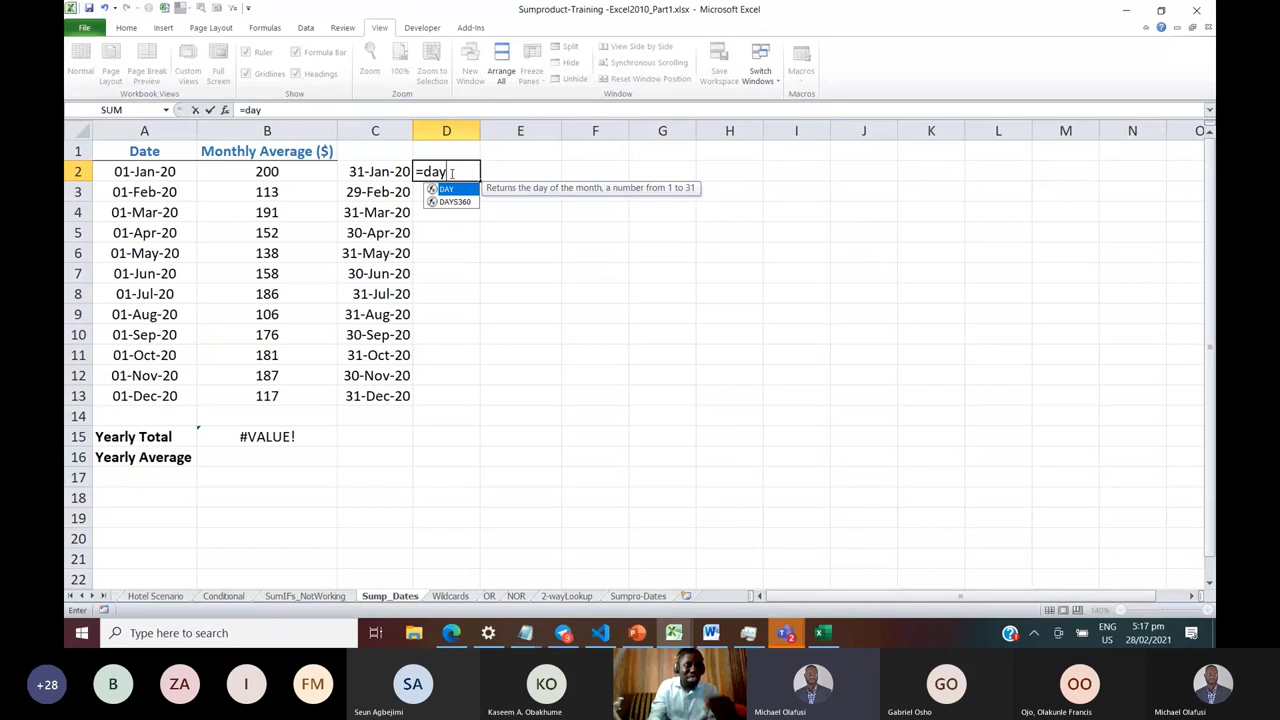 Sumproduct-Training -Excel2010_Part1.xlsx - Microsoft Excel
File Home Insert Page Layout Formulas Data Review View Developer Add-Ins
Normal Page Layout Page Break Preview Custom Views Full Screen
Ruler Formula Bar
Gridlines Headings
Zoom 100% Zoom to Selection
New Window Arrange All Freeze Panes
Split
Hide
Unhide
View Side by Side
Synchronous Scrolling
Reset Window Position
Save Workspace Switch Windows Macros
Workbook Views Show Zoom Window Macros
SUM fx =day
A B C D E F G H I J K L M N O
1 Date Monthly Average ($)
2 01-Jan-20 200 31-Jan-20 =day
3 01-Feb-20 113 29-Feb-20
DAY Returns the day of the month, a number from 1 to 31
DAYS360
4 01-Mar-20 191 31-Mar-20
5 01-Apr-20 152 30-Apr-20
6 01-May-20 138 31-May-20
7 01-Jun-20 158 30-Jun-20
8 01-Jul-20 186 31-Jul-20
9 01-Aug-20 106 31-Aug-20
10 01-Sep-20 176 30-Sep-20
11 01-Oct-20 181 31-Oct-20
12 01-Nov-20 187 30-Nov-20
13 01-Dec-20 117 31-Dec-20
14
15 Yearly Total #VALUE!
16 Yearly Average
17
18
19
20
21
22
Hotel Scenario Conditional SumIFs_NotWorking Sump_Dates Wildcards OR NOR 2-wayLookup Sumpro-Dates
Enter 140%
Type here to search
ENG
US
5:17 pm
28/02/2021
+28 B ZA I FM SA KO GO OO
Seun Agbejimi Kaseem A. Obakhume Michael Olafusi Gabriel Osho Ojo, Olakunle Francis Michael Olafusi